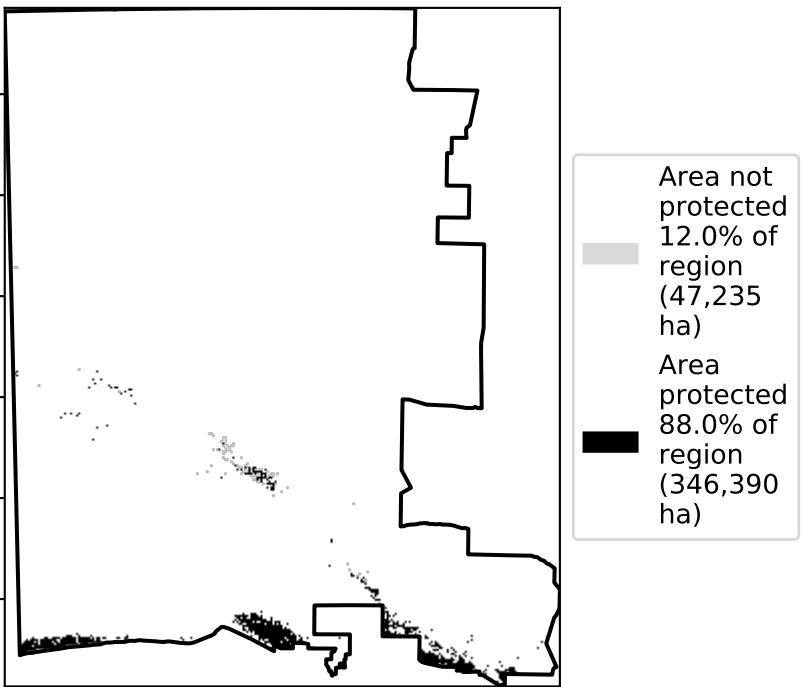 Area not
protected
12.0% of
region
(47,235
ha)
Area
protected
88.0% of
region
(346,390
ha)